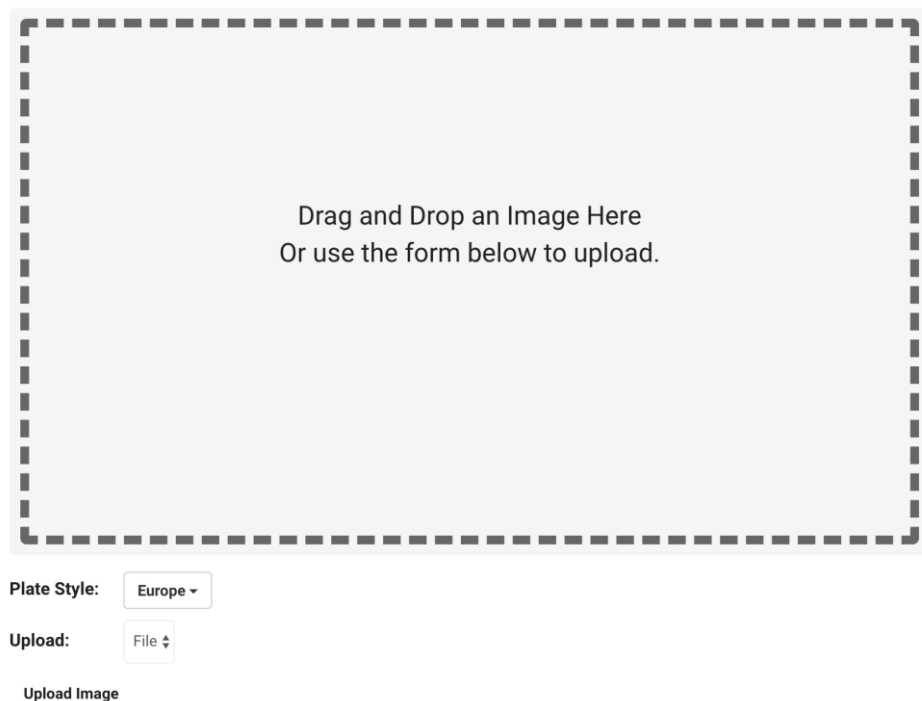 Drag and Drop an Image Here
Or use the form below to upload.
Plate Style: Europe
Upload: File
Upload Image